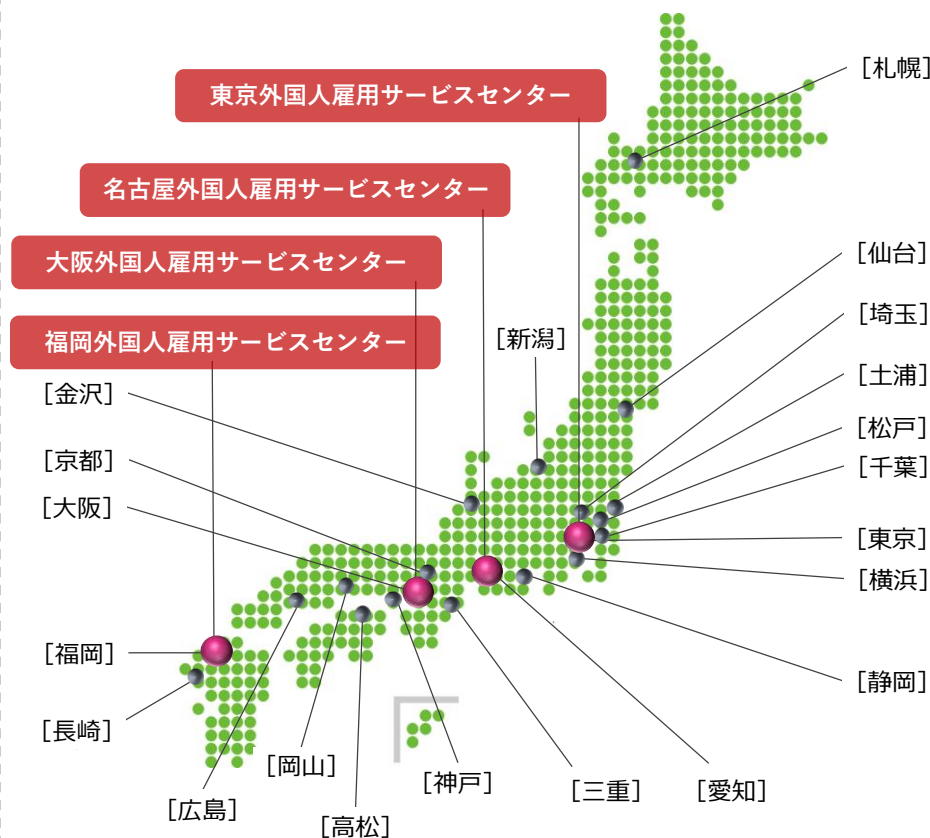 [札幌]
東京外国人雇用サービスセンター
名古屋外国人雇用サービスセンター
[仙台]
大阪外国人雇用サービスセンター
[埼玉]
福岡外国人雇用サービスセンター
[新潟]
[土浦]
[金沢]
[松戸]
[京都]
[千葉]
[大阪]
[東京]
[横浜]
[福岡]
[静岡]
[長崎]
[岡山]
[神戸]
[三重]
[愛知]
[広島]
[高松]